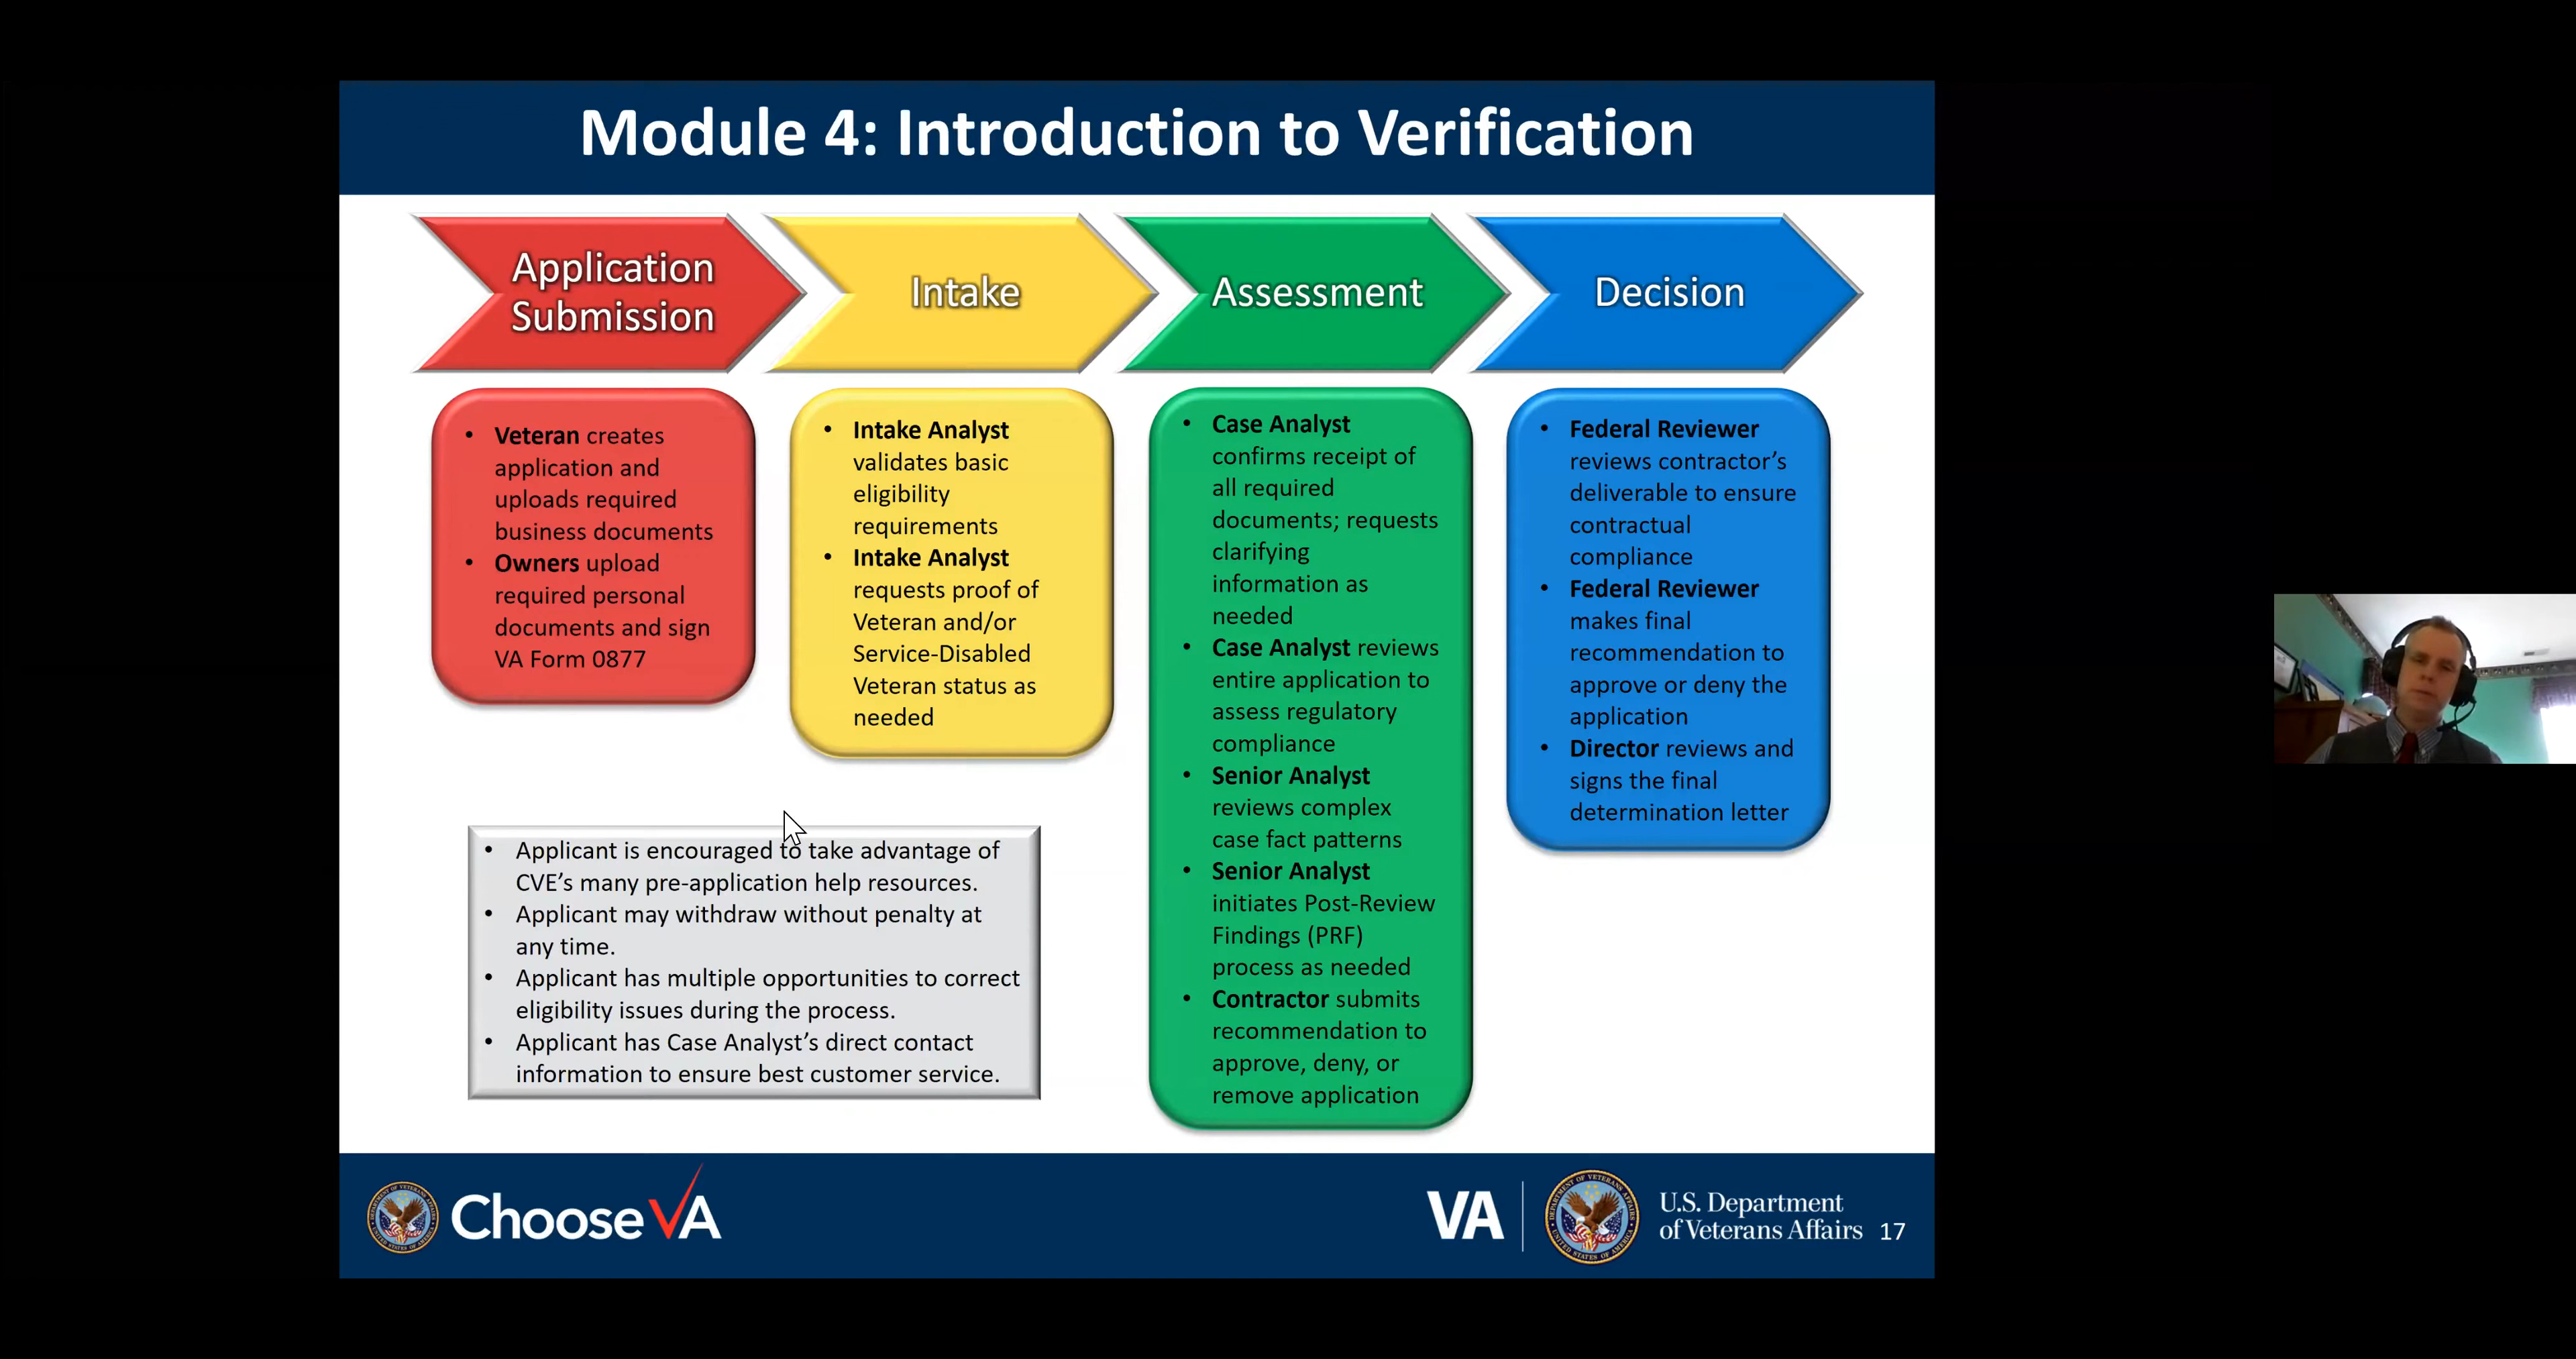 Module 4: Introduction to Verification
Application
Submission
Intake
Assessment
Decision
• Veteran creates
application and
uploads required
business documents
• Owners upload
required personal
documents and sign
VA Form 0877
• Intake Analyst
validates basic
eligibility
requirements
• Intake Analyst
requests proof of
Veteran and/or
Service-Disabled
Veteran status as
needed
• Case Analyst
confirms receipt of
all required
documents; requests
clarifying
information as
needed
• Case Analyst reviews
entire application to
assess regulatory
compliance
• Senior Analyst
reviews complex
case fact patterns
• Senior Analyst
initiates Post-Review
Findings (PRF)
process as needed
• Contractor submits
recommendation to
approve, deny, or
remove application
• Federal Reviewer
reviews contractor's
deliverable to ensure
contractual
compliance
• Federal Reviewer
makes final
recommendation to
approve or deny the
application
• Director reviews and
signs the final
determination letter
• Applicant is encouraged to take advantage of
CVE's many pre-application help resources.
• Applicant may withdraw without penalty at
any time.
• Applicant has multiple opportunities to correct
eligibility issues during the process.
• Applicant has Case Analyst's direct contact
information to ensure best customer service.
Choose VA
VA
U.S. Department
of Veterans Affairs 17